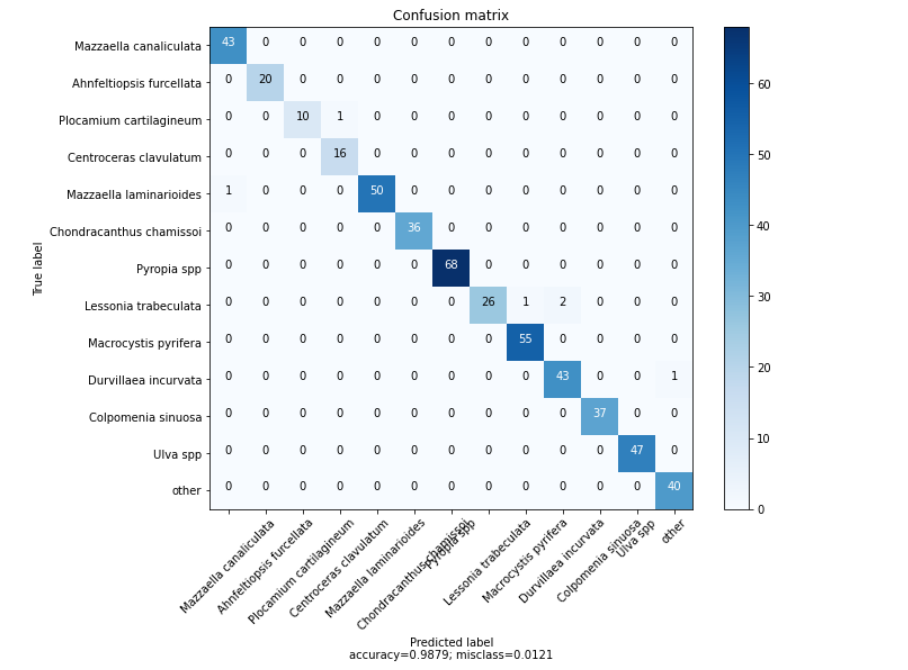 Confusion matrix
Mazzaella canaliculata 43 0 0 0 0 0 0 0 0 0 0 0 0
Ahnfeltiopsis furcellata 0 20 0 0 0 0 0 0 0 0 0 0 0
Plocamium cartilagineum 0 0 10 1 0 0 0 0 0 0 0 0 0
Centroceras clavulatum 0 0 0 16 0 0 0 0 0 0 0 0 0
Mazzaella laminarioides 1 0 0 0 50 0 0 0 0 0 0 0 0
Chondracanthus chamissoi 0 0 0 0 0 36 0 0 0 0 0 0 0
Pyropia spp 0 0 0 0 0 0 68 0 0 0 0 0 0
Lessonia trabeculata 0 0 0 0 0 0 0 26 1 2 0 0 0
Macrocystis pyrifera 0 0 0 0 0 0 0 0 55 0 0 0 0
Durvillaea incurvata 0 0 0 0 0 0 0 0 0 43 0 0 1
Colpomenia sinuosa 0 0 0 0 0 0 0 0 0 0 37 0 0
Ulva spp 0 0 0 0 0 0 0 0 0 0 0 47 0
other 0 0 0 0 0 0 0 0 0 0 0 0 40
True label
60
50
40
30
20
10
0
Mazzaella canaliculata
Ahnfeltiopsis furcellata
Plocamium cartilagineum
Centroceras clavulatum
Mazzaella laminarioides
Chondracanthus chamissoi
Pyropia spp
Lessonia trabeculata
Macrocystis pyrifera
Durvillaea incurvata
Colpomenia sinuosa
Ulva spp
other
Predicted label
accuracy=0.9879; misclass=0.0121